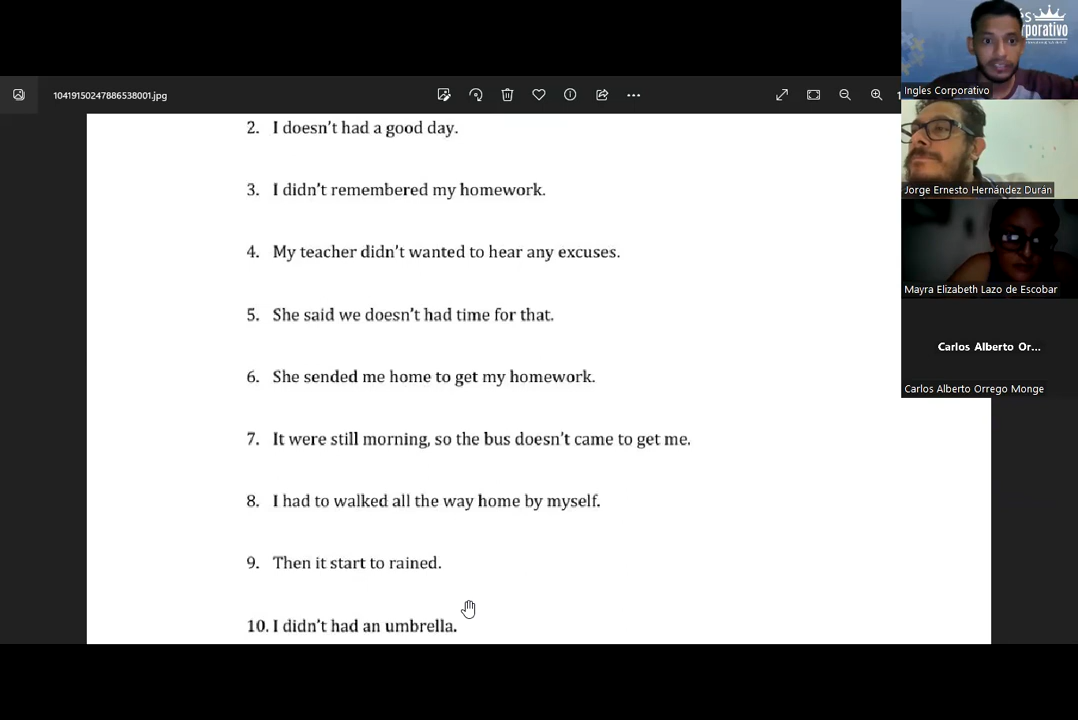 és
rporativo
10419150247886538001.jpg
Ingles Corporativo
2. I doesn't had a good day.
3. I didn't remembered my homework.
Jorge Ernesto Hernández Durán
4. My teacher didn't wanted to hear any excuses.
Mayra Elizabeth Lazo de Escobar
5. She said we doesn't had time for that.
Carlos Alberto Or...
6. She sended me home to get my homework.
Carlos Alberto Orrego Monge
7. It were still morning, so the bus doesn't came to get me.
8. I had to walked all the way home by myself.
9. Then it start to rained.
10. I didn't had an umbrella.